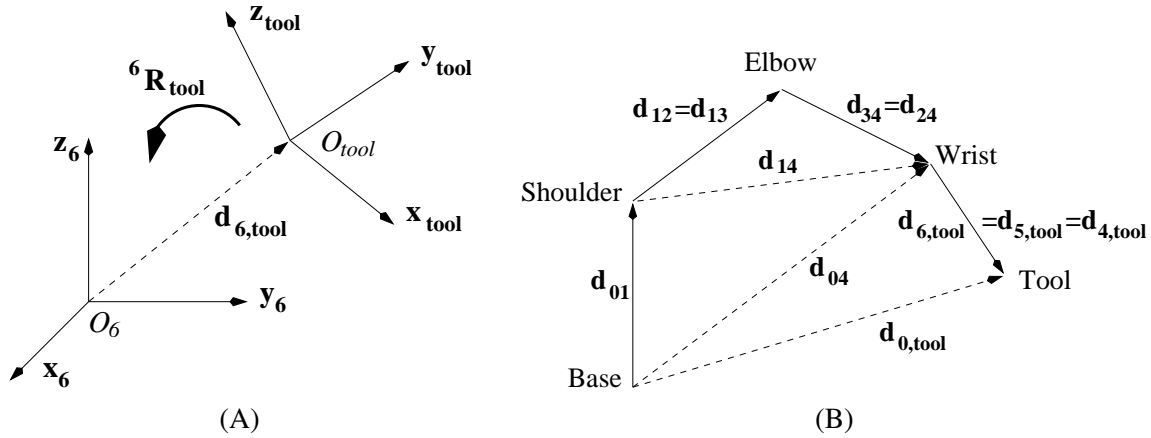 z_tool
y_tool
^6R_tool
z_6
O_tool
d_6,tool
x_tool
y_6
O_6
x_6
(A)
Elbow
d_12=d_13
d_34=d_24
Wrist
d_14
Shoulder
d_6,tool =d_5,tool=d_4,tool
d_01
d_04
Tool
d_0,tool
Base
(B)